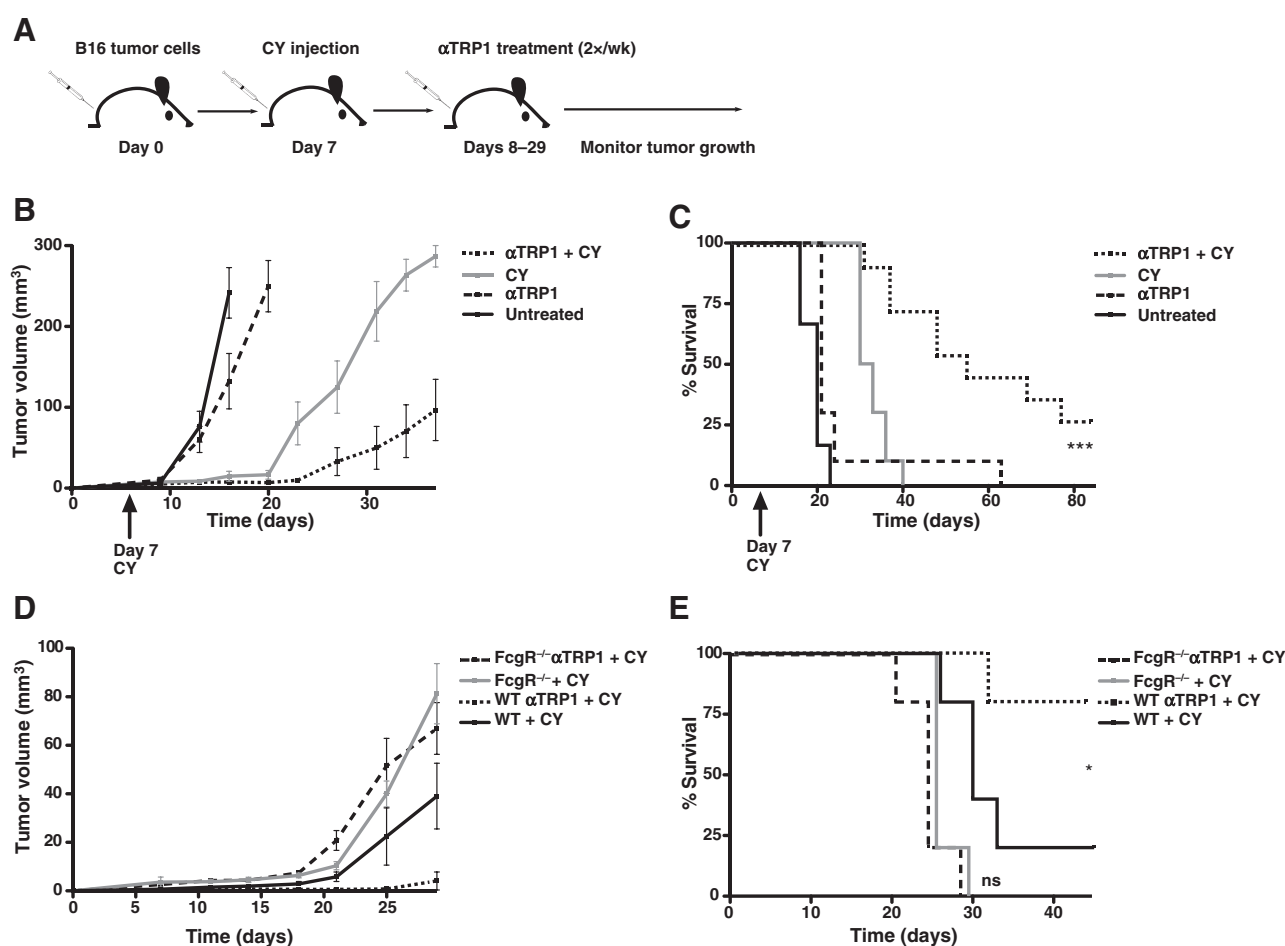 A
B16 tumor cells
CY injection
αTRP1 treatment (2×/wk)
Day 0
Day 7
Days 8–29
Monitor tumor growth
B
Tumor volume (mm³)
300
200
100
0
0
10
20
30
Time (days)
Day 7
CY
αTRP1 + CY
CY
αTRP1
Untreated
C
% Survival
100
75
50
25
0
0
20
40
60
80
Time (days)
Day 7
CY
***
αTRP1 + CY
CY
αTRP1
Untreated
D
Tumor volume (mm³)
100
80
60
40
20
0
0
5
10
15
20
25
Time (days)
FcgR⁻/⁻αTRP1 + CY
FcgR⁻/⁻+ CY
WT αTRP1 + CY
WT + CY
E
% Survival
100
75
50
25
0
0
10
20
30
40
Time (days)
*
ns
FcgR⁻/⁻αTRP1 + CY
FcgR⁻/⁻+ CY
WT αTRP1 + CY
WT + CY